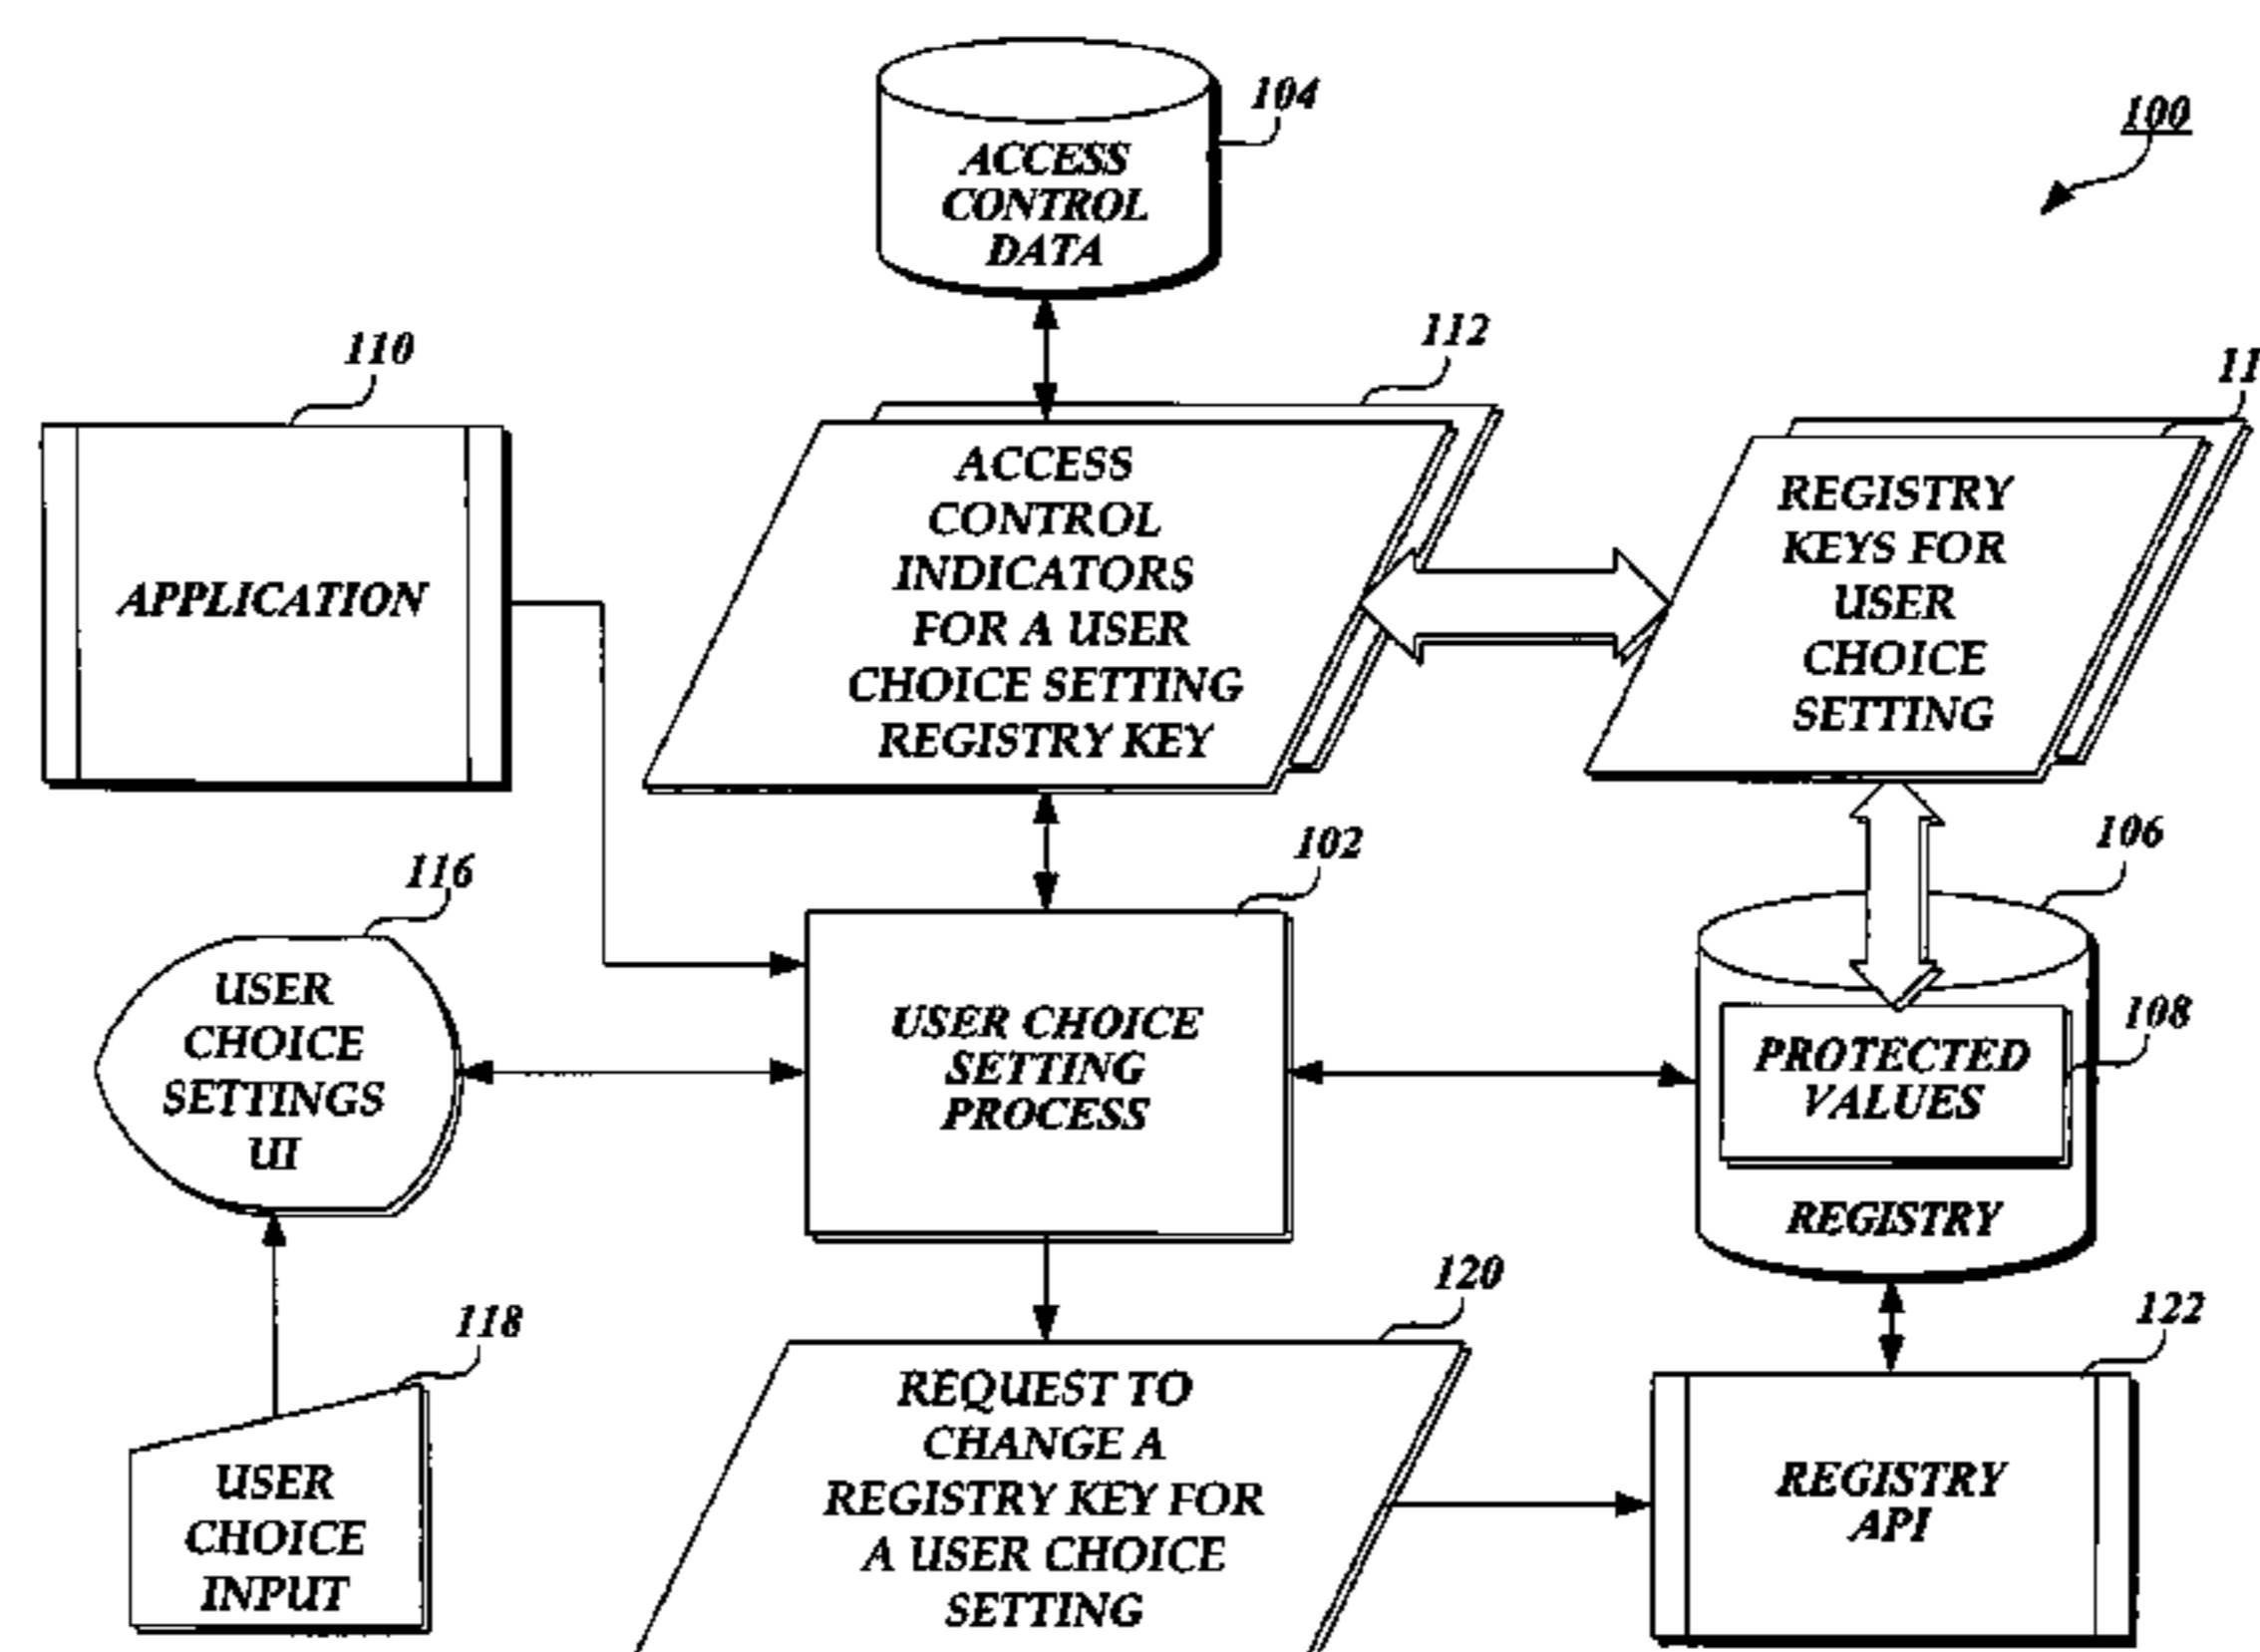 104
ACCESS
CONTROL
DATA
100
110
APPLICATION
112
ACCESS
CONTROL
INDICATORS
FOR A USER
CHOICE SETTING
REGISTRY KEY
11
REGISTRY
KEYS FOR
USER
CHOICE
SETTING
116
USER
CHOICE
SETTINGS
UI
102
USER CHOICE
SETTING
PROCESS
106
108
PROTECTED
VALUES
REGISTRY
118
USER
CHOICE
INPUT
120
REQUEST TO
CHANGE A
REGISTRY KEY FOR
A USER CHOICE
SETTING
122
REGISTRY
API